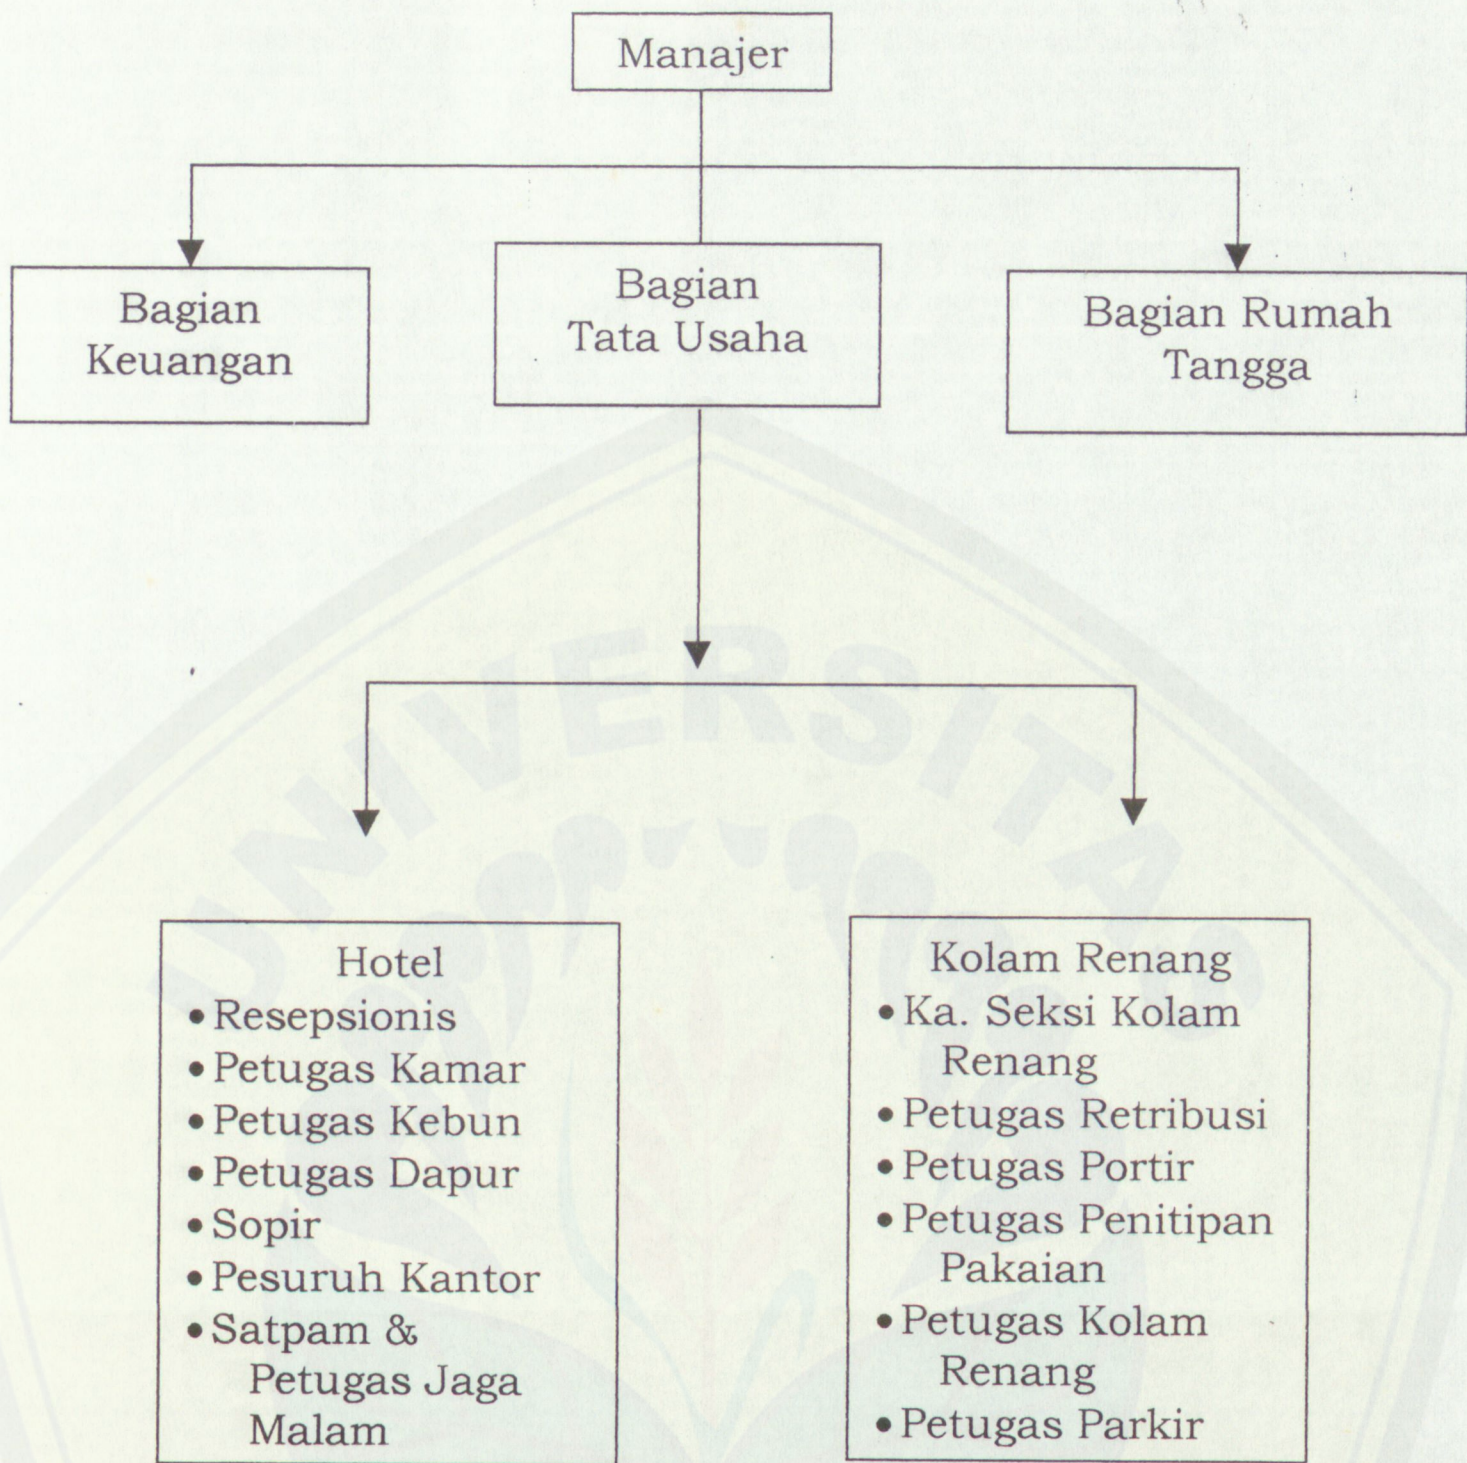 Manajer
Bagian
Keuangan
Bagian
Tata Usaha
Bagian Rumah
Tangga
UNIVERSITAS
Hotel
• Resepsionis
• Petugas Kamar
• Petugas Kebun
• Petugas Dapur
• Sopir
• Pesuruh Kantor
• Satpam &
Petugas Jaga
Malam
Kolam Renang
• Ka. Seksi Kolam
Renang
• Petugas Retribusi
• Petugas Portir
• Petugas Penitipan
Pakaian
• Petugas Kolam
Renang
• Petugas Parkir